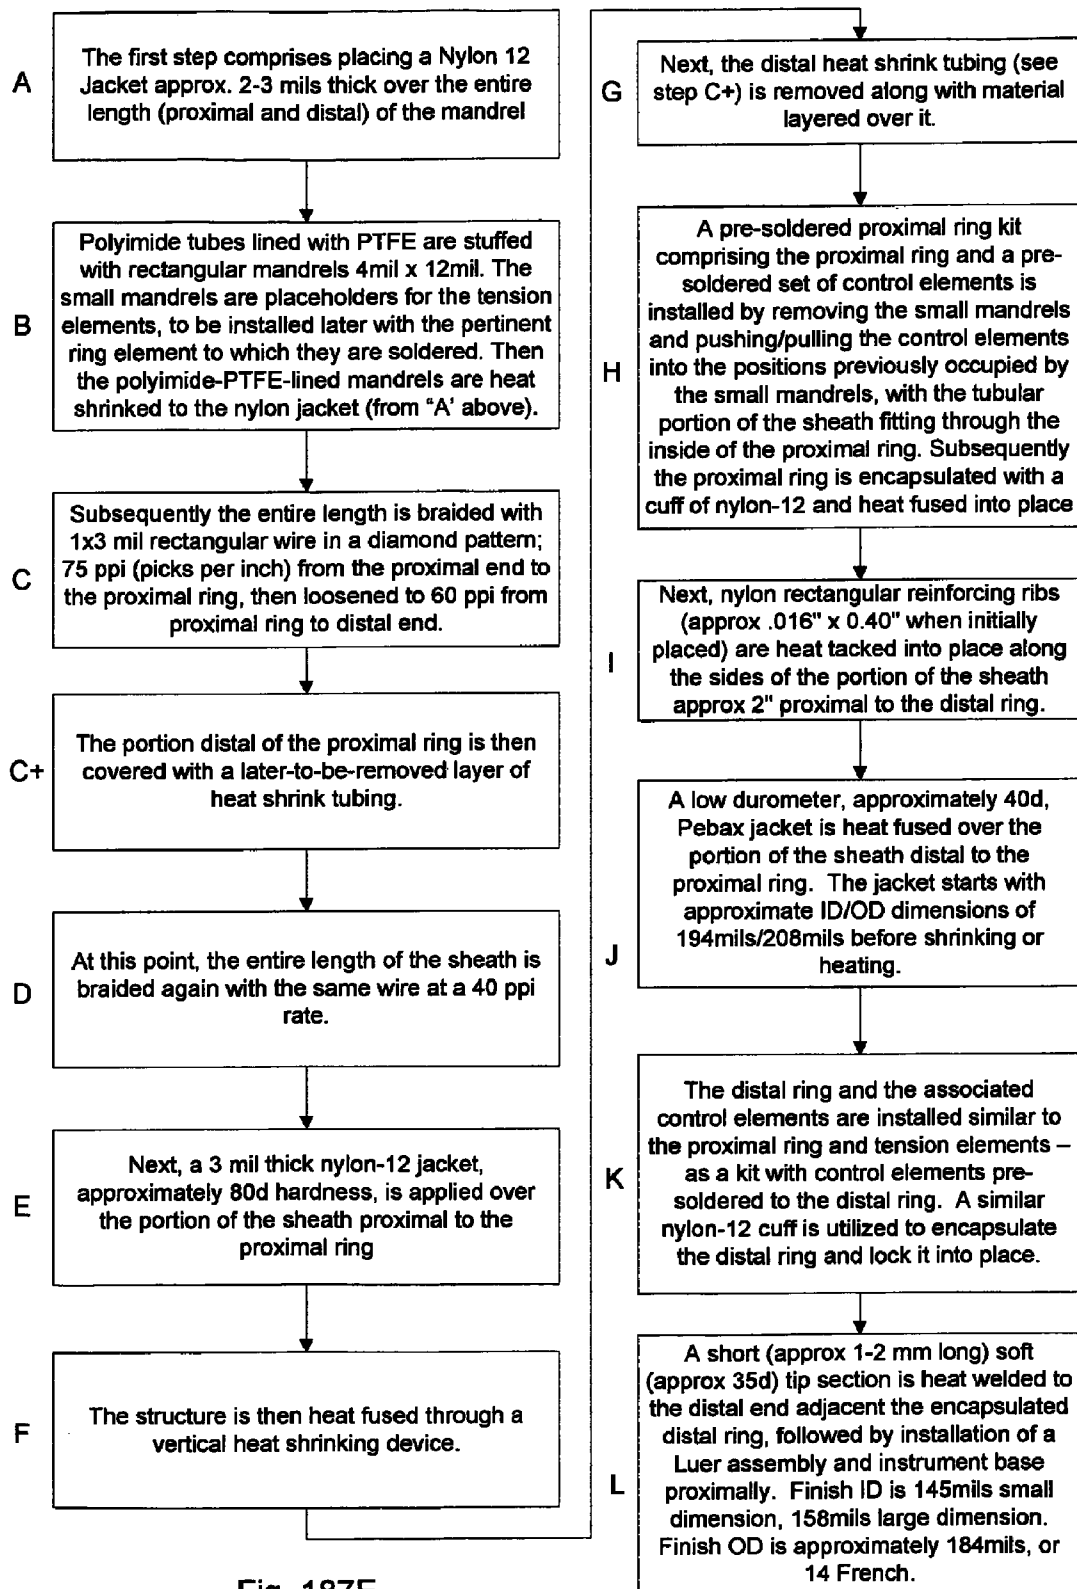 A
The first step comprises placing a Nylon 12
Jacket approx. 2-3 mils thick over the entire
length (proximal and distal) of the mandrel
B
Polyimide tubes lined with PTFE are stuffed
with rectangular mandrels 4mil x 12mil. The
small mandrels are placeholders for the tension
elements, to be installed later with the pertinent
ring element to which they are soldered. Then
the polyimide-PTFE-lined mandrels are heat
shrinked to the nylon jacket (from "A' above).
C
Subsequently the entire length is braided with
1x3 mil rectangular wire in a diamond pattern;
75 ppi (picks per inch) from the proximal end to
the proximal ring, then loosened to 60 ppi from
proximal ring to distal end.
C+
The portion distal of the proximal ring is then
covered with a later-to-be-removed layer of
heat shrink tubing.
D
At this point, the entire length of the sheath is
braided again with the same wire at a 40 ppi
rate.
E
Next, a 3 mil thick nylon-12 jacket,
approximately 80d hardness, is applied over
the portion of the sheath proximal to the
proximal ring
F
The structure is then heat fused through a
vertical heat shrinking device.
G
Next, the distal heat shrink tubing (see
step C+) is removed along with material
layered over it.
H
A pre-soldered proximal ring kit
comprising the proximal ring and a pre-
soldered set of control elements is
installed by removing the small mandrels
and pushing/pulling the control elements
into the positions previously occupied by
the small mandrels, with the tubular
portion of the sheath fitting through the
inside of the proximal ring. Subsequently
the proximal ring is encapsulated with a
cuff of nylon-12 and heat fused into place
I
Next, nylon rectangular reinforcing ribs
(approx .016" x 0.40" when initially
placed) are heat tacked into place along
the sides of the portion of the sheath
approx 2" proximal to the distal ring.
J
A low durometer, approximately 40d,
Pebax jacket is heat fused over the
portion of the sheath distal to the
proximal ring. The jacket starts with
approximate ID/OD dimensions of
194mils/208mils before shrinking or
heating.
K
The distal ring and the associated
control elements are installed similar to
the proximal ring and tension elements –
as a kit with control elements pre-
soldered to the distal ring. A similar
nylon-12 cuff is utilized to encapsulate
the distal ring and lock it into place.
L
A short (approx 1-2 mm long) soft
(approx 35d) tip section is heat welded to
the distal end adjacent the encapsulated
distal ring, followed by installation of a
Luer assembly and instrument base
proximally. Finish ID is 145mils small
dimension, 158mils large dimension.
Finish OD is approximately 184mils, or
14 French.